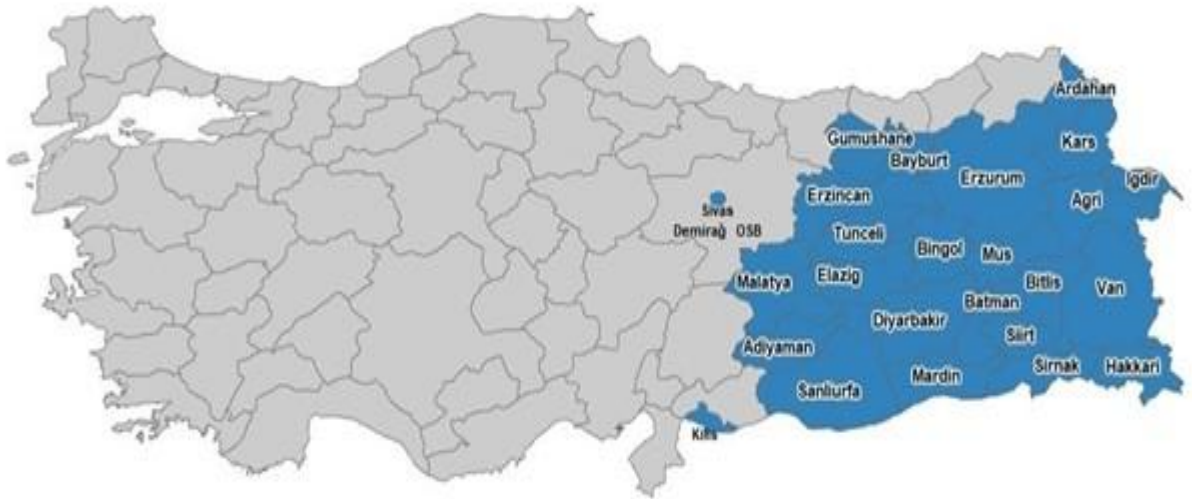 Ardahan
Gumushane
Kars
Bayburt
Erzurum
Igdir
Erzincan
Agri
Sivas
Demirağ OSB
Tunceli
Bingol
Mus
Malatya
Elazig
Bitlis
Van
Batman
Diyarbakir
Siirt
Adiyaman
Sirnak
Hakkari
Mardin
Sanliurfa
Kilis